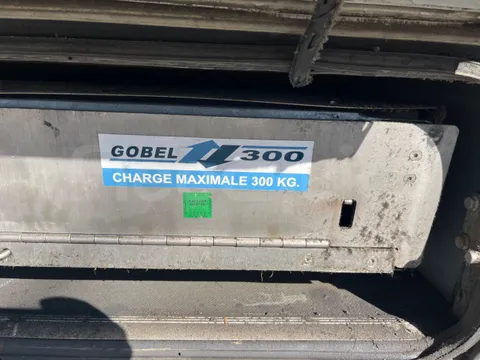 GOBEL 300
CHARGE MAXIMALE 300 KG.